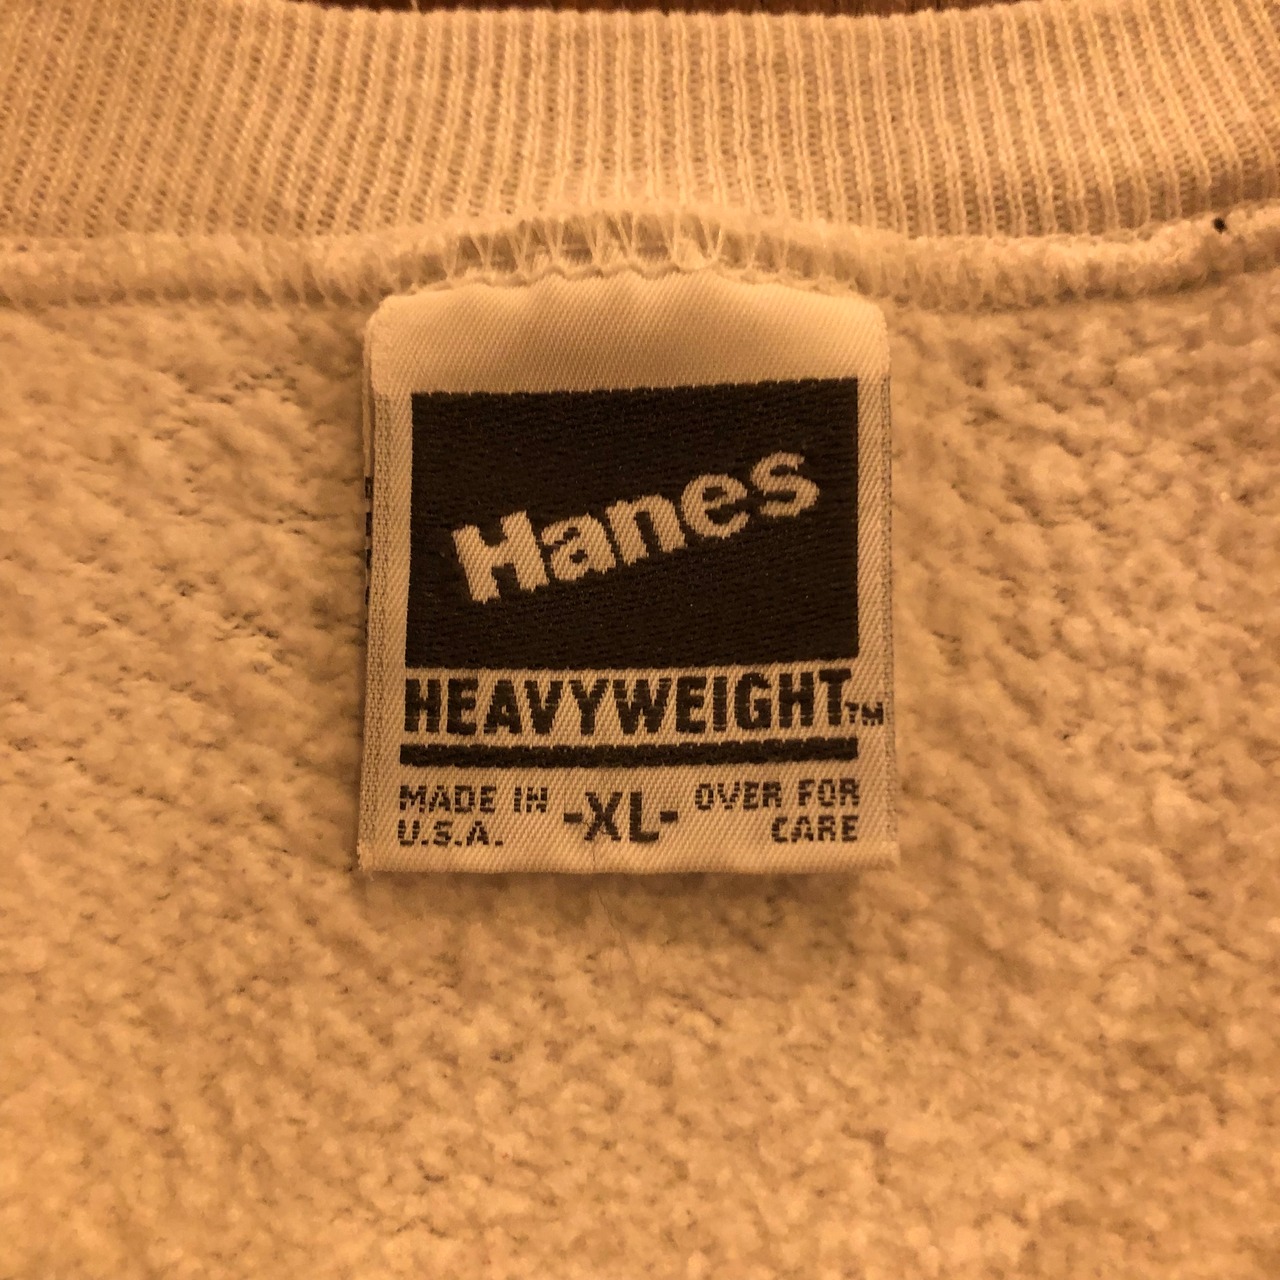 Hanes
HEAVYWEIGHT™
MADE IN U.S.A.
-XL-
OVER FOR CARE